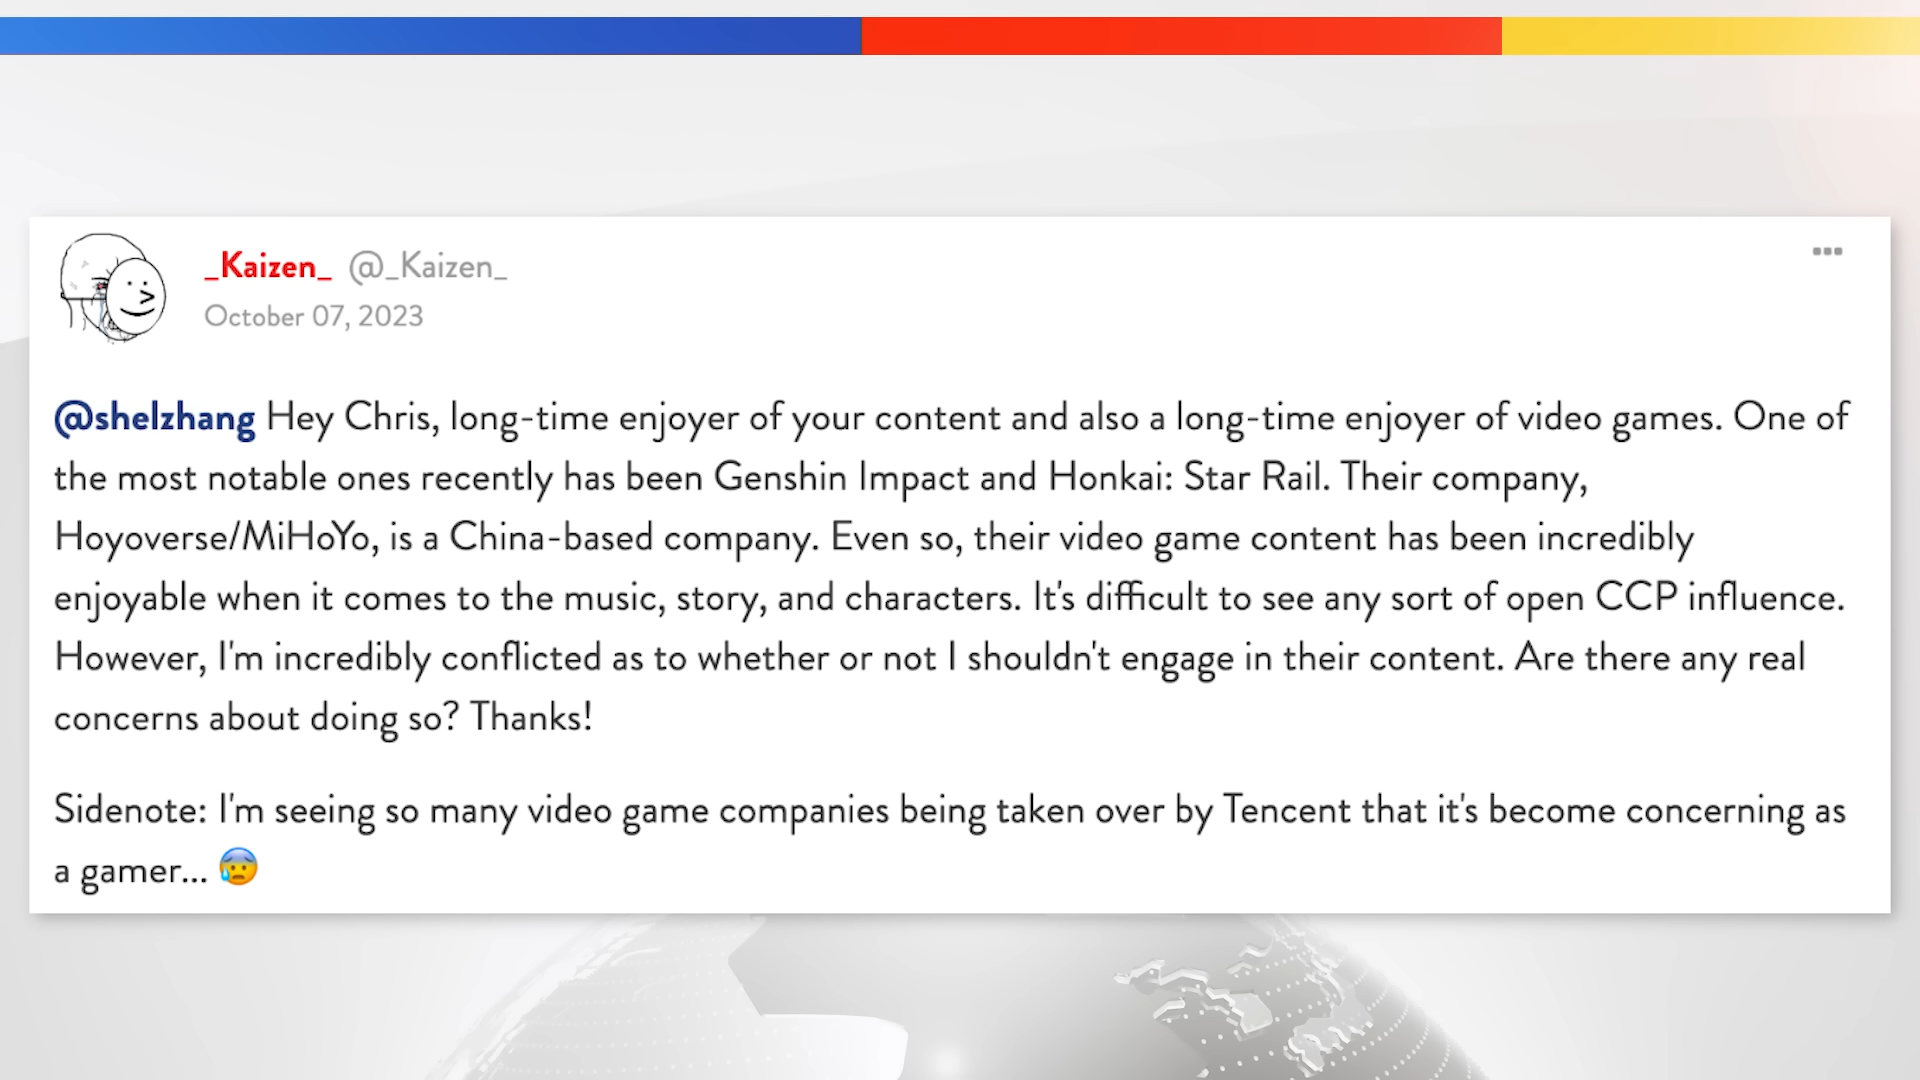 _Kaizen_ @_Kaizen_
October 07, 2023
@shelzhang Hey Chris, long-time enjoyer of your content and also a long-time enjoyer of video games. One of
the most notable ones recently has been Genshin Impact and Honkai: Star Rail. Their company,
Hoyoverse/MiHoYo, is a China-based company. Even so, their video game content has been incredibly
enjoyable when it comes to the music, story, and characters. It's difficult to see any sort of open CCP influence.
However, I'm incredibly conflicted as to whether or not I shouldn't engage in their content. Are there any real
concerns about doing so? Thanks!
Sidenote: I'm seeing so many video game companies being taken over by Tencent that it's become concerning as
a gamer... 😰